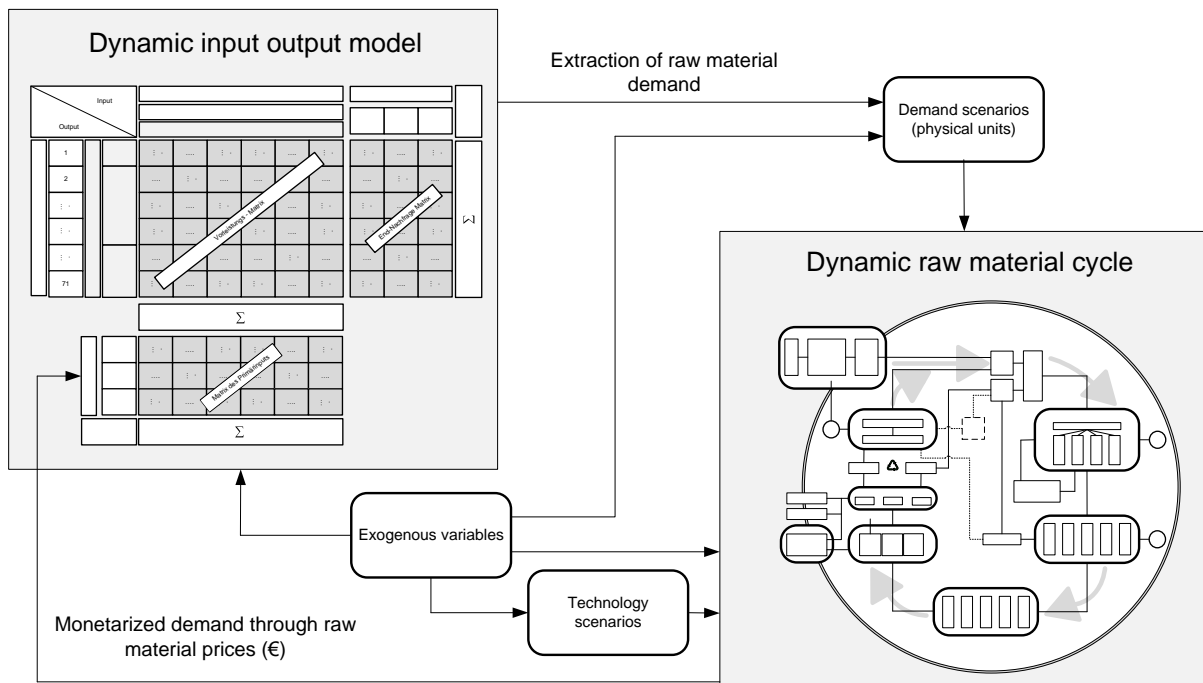 Dynamic input output model
Extraction of raw material
demand
Demand scenarios
(physical units)
Input
Output
1
2
71
Vorleistungs - Matrix
End-Nachfrage Matrix
Σ
Σ
Matrix des Primärinputs
Σ
Dynamic raw material cycle
Exogenous variables
Technology
scenarios
Monetarized demand through raw
material prices (€)